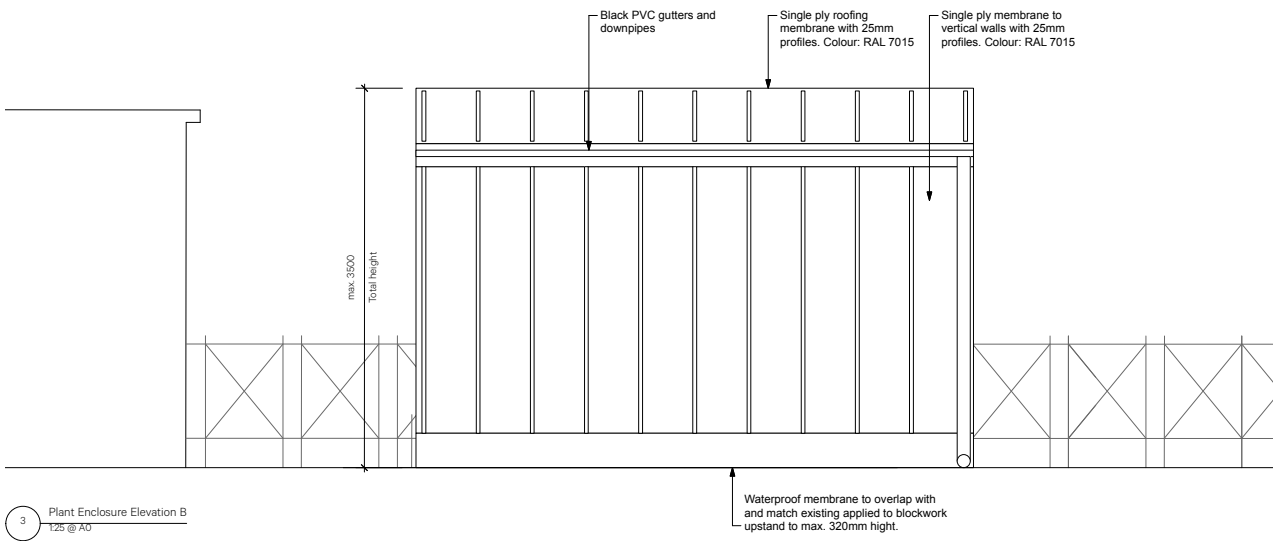 Black PVC gutters and
downpipes
Single ply roofing
membrane with 25mm
profiles. Colour: RAL 7015
Single ply membrane to
vertical walls with 25mm
profiles. Colour: RAL 7015
max. 3500
Total height
Waterproof membrane to overlap with
and match existing applied to blockwork
upstand to max. 320mm hight.
3
Plant Enclosure Elevation B
1:25 @ A0